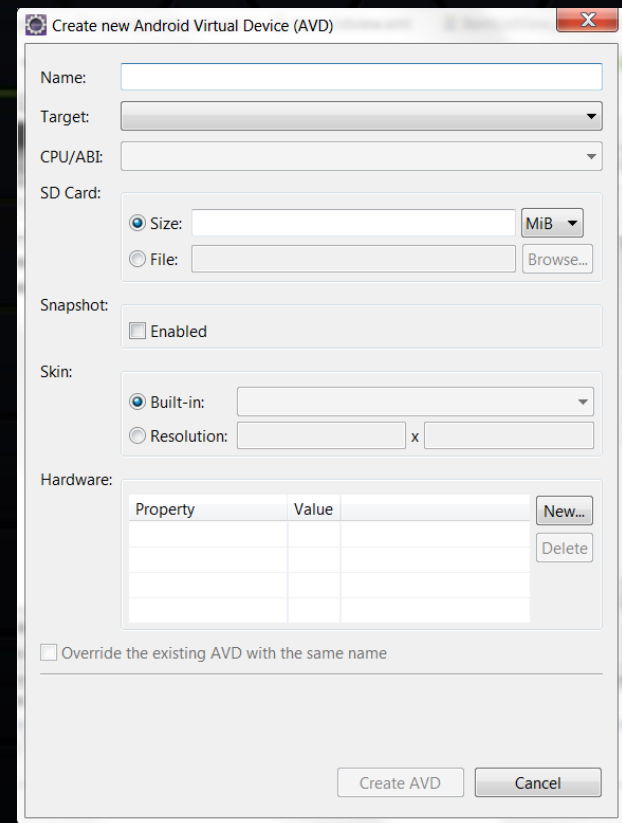 Create new Android Virtual Device (AVD)
Name:
Target:
CPU/ABI:
SD Card:
Size: MiB
File: Browse...
Snapshot:
Enabled
Skin:
Built-in:
Resolution: x
Hardware:
Property Value New...
Delete
Override the existing AVD with the same name
Create AVD Cancel